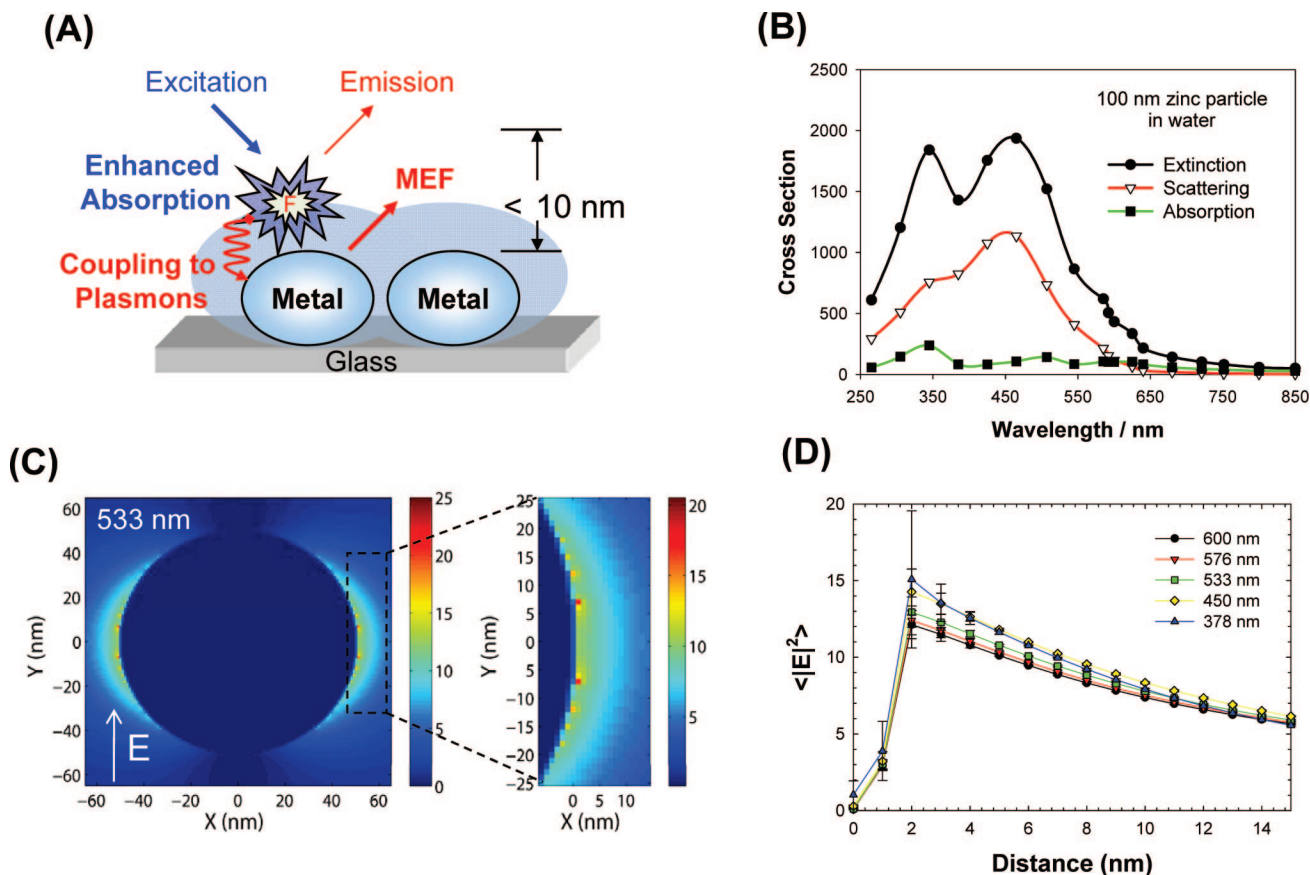 (A)
Excitation
Emission
Enhanced
Absorption
F
MEF
< 10 nm
Coupling to
Plasmons
Metal
Metal
Glass
(B)
2500
2000
1500
1000
500
0
Cross Section
100 nm zinc particle
in water
Extinction
Scattering
Absorption
250
350
450
550
650
750
850
Wavelength / nm
(C)
533 nm
E
60
40
20
0
−20
−40
−60
Y (nm)
−60
−40
−20
0
20
40
60
X (nm)
25
20
15
10
5
0
25
20
15
10
5
0
−5
−10
−15
−20
−25
Y (nm)
0
5
10
X (nm)
20
15
10
5
(D)
20
15
10
5
0
<|E|²>
600 nm
576 nm
533 nm
450 nm
378 nm
0
2
4
6
8
10
12
14
Distance (nm)